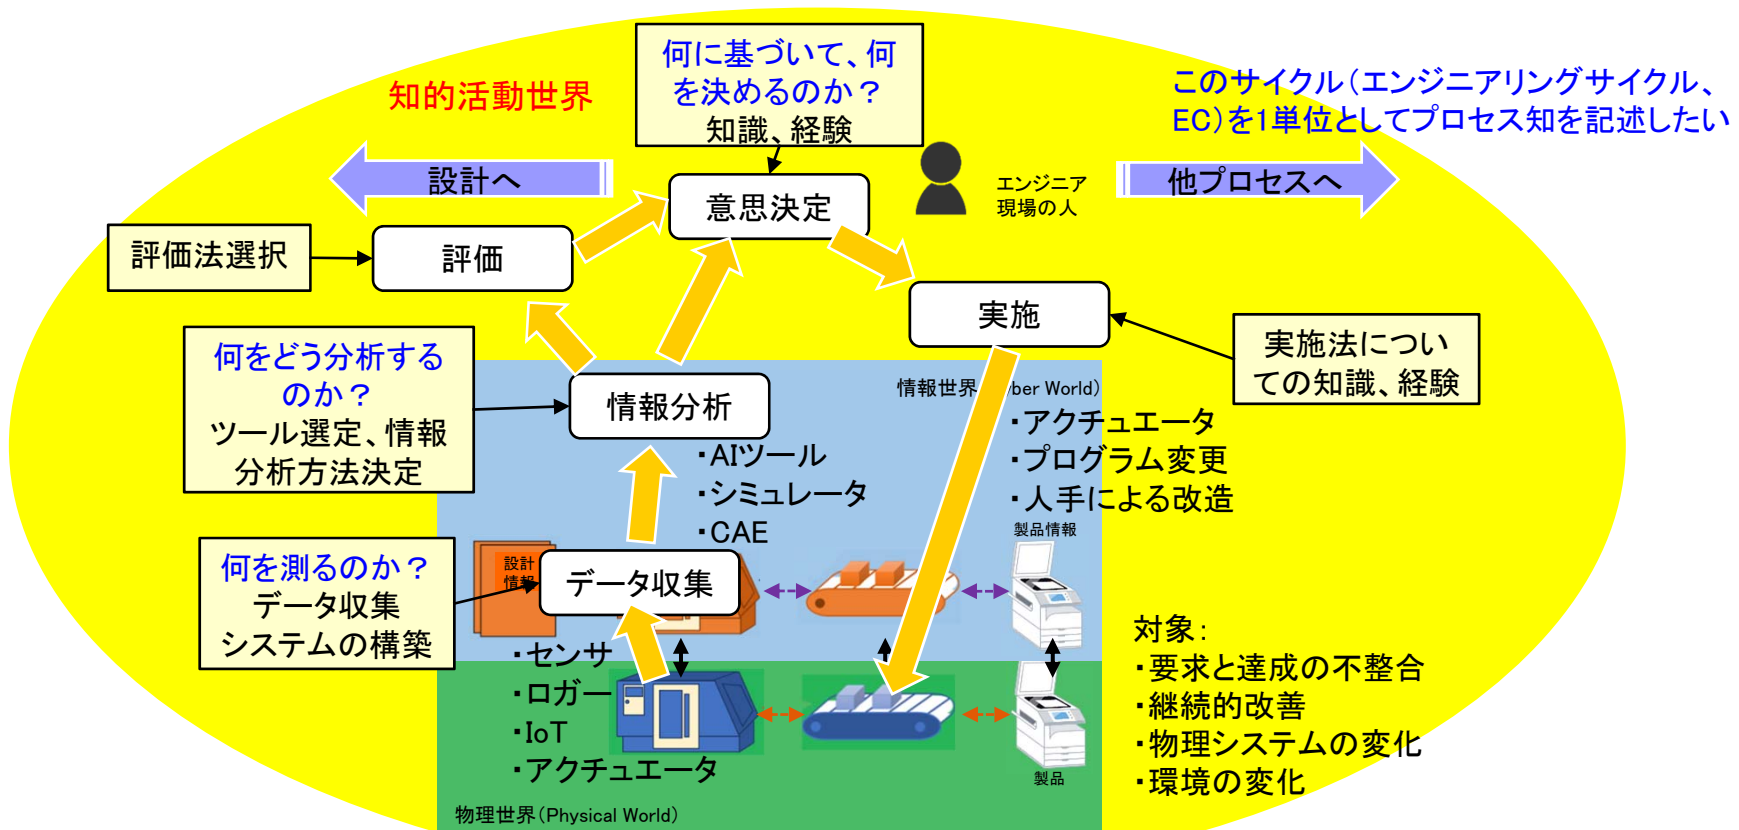 何に基づいて、何
を決めるのか？
知識、経験
知的活動世界
このサイクル（エンジニアリングサイクル、
EC）を1単位としてプロセス知を記述したい
設計へ
意思決定
エンジニア
現場の人
他プロセスへ
評価法選択
評価
実施
実施法につい
ての知識、経験
何をどう分析する
のか？
ツール選定、情報
分析方法決定
情報分析
情報世界
yber World）
・アクチュエータ
・プログラム変更
・人手による改造
・AIツール
・シミュレータ
・CAE
製品情報
何を測るのか？
データ収集
システムの構築
設計
情報
データ収集
・センサ
・ロガー
・IoT
・アクチュエータ
製品
対象：
・要求と達成の不整合
・継続的改善
・物理システムの変化
・環境の変化
物理世界（Physical World）